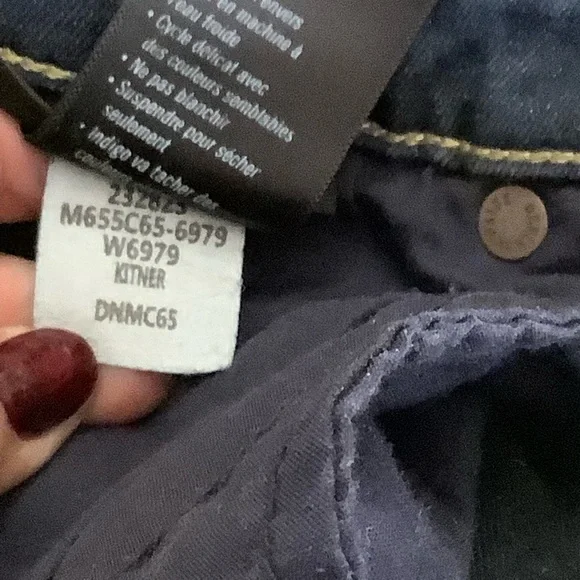 envers
en machine à
eau froide
• Cycle délicat avec
des couleurs semblables
• Ne pas blanchir
• Suspendre pour sécher
seulement
• Indigo va tacher des
M655C65-6979
W6979
KITNER
DNMC65